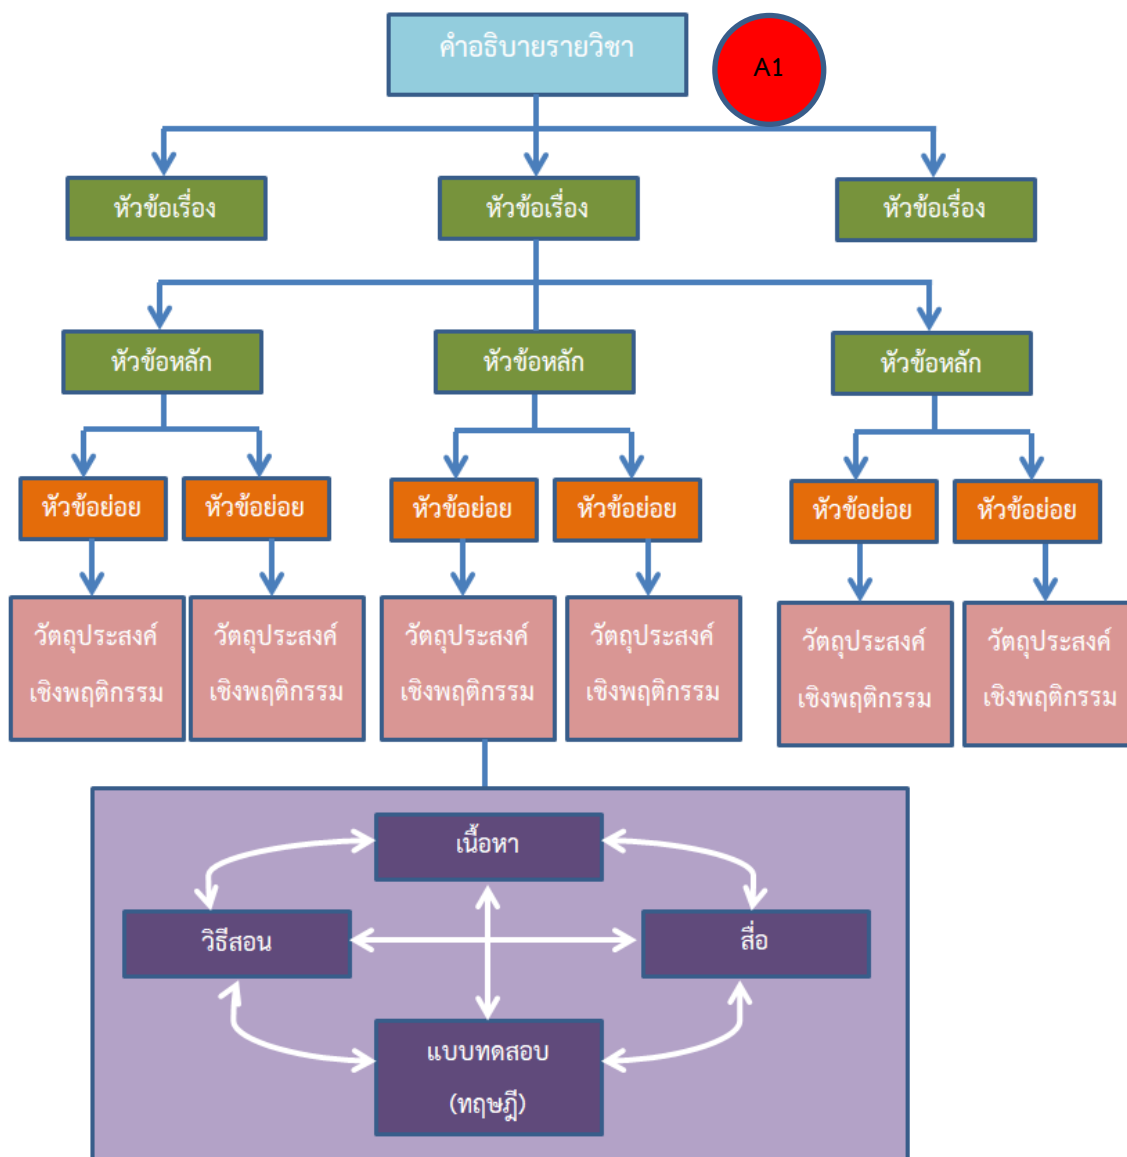 คำอธิบายรายวิชา
A1
หัวข้อเรื่อง
หัวข้อเรื่อง
หัวข้อเรื่อง
หัวข้อหลัก
หัวข้อหลัก
หัวข้อหลัก
หัวข้อย่อย
หัวข้อย่อย
หัวข้อย่อย
หัวข้อย่อย
หัวข้อย่อย
หัวข้อย่อย
วัตถุประสงค์
เชิงพฤติกรรม
วัตถุประสงค์
เชิงพฤติกรรม
วัตถุประสงค์
เชิงพฤติกรรม
วัตถุประสงค์
เชิงพฤติกรรม
วัตถุประสงค์
เชิงพฤติกรรม
วัตถุประสงค์
เชิงพฤติกรรม
เนื้อหา
วิธีสอน
สื่อ
แบบทดสอบ
(ทฤษฎี)